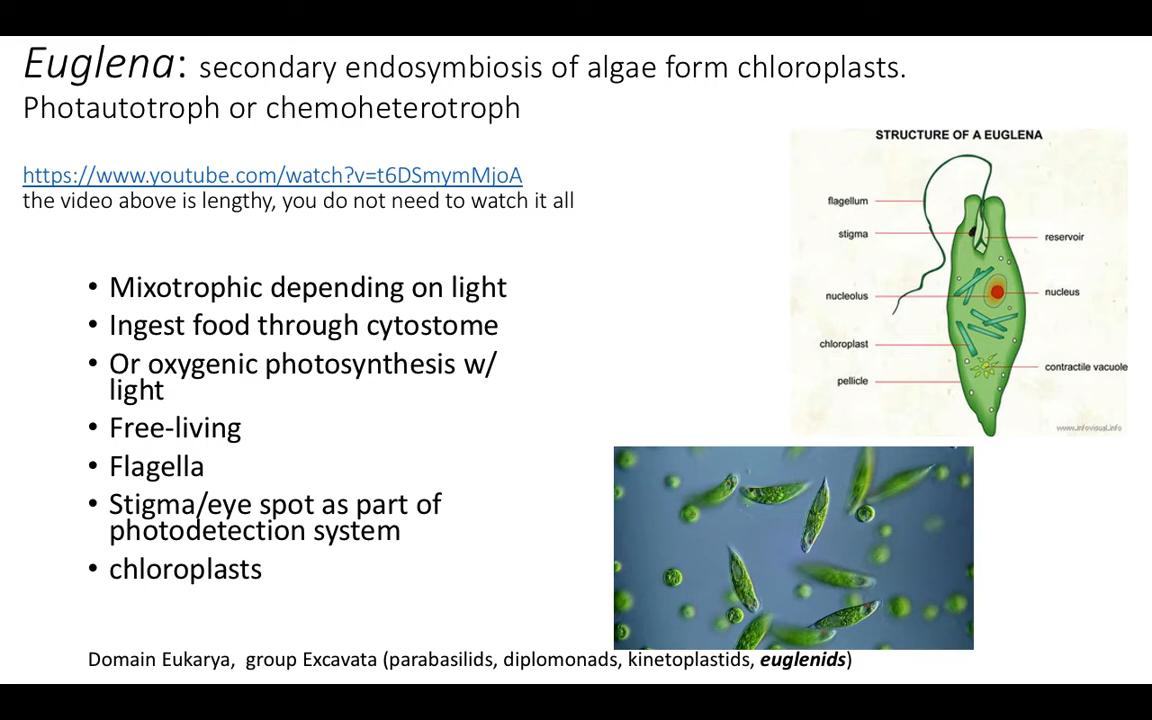 Euglena: secondary endosymbiosis of algae form chloroplasts.
Photautotroph or chemoheterotroph
https://www.youtube.com/watch?v=t6DSmymMjoA
the video above is lengthy, you do not need to watch it all
• Mixotrophic depending on light
• Ingest food through cytostome
• Or oxygenic photosynthesis w/
light
• Free-living
• Flagella
• Stigma/eye spot as part of
photodetection system
• chloroplasts
STRUCTURE OF A EUGLENA
flagellum
stigma
reservoir
nucleolus
nucleus
chloroplast
contractile vacuole
pellicle
www.infovisual.info
Domain Eukarya, group Excavata (parabasilids, diplomonads, kinetoplastids, euglenids)